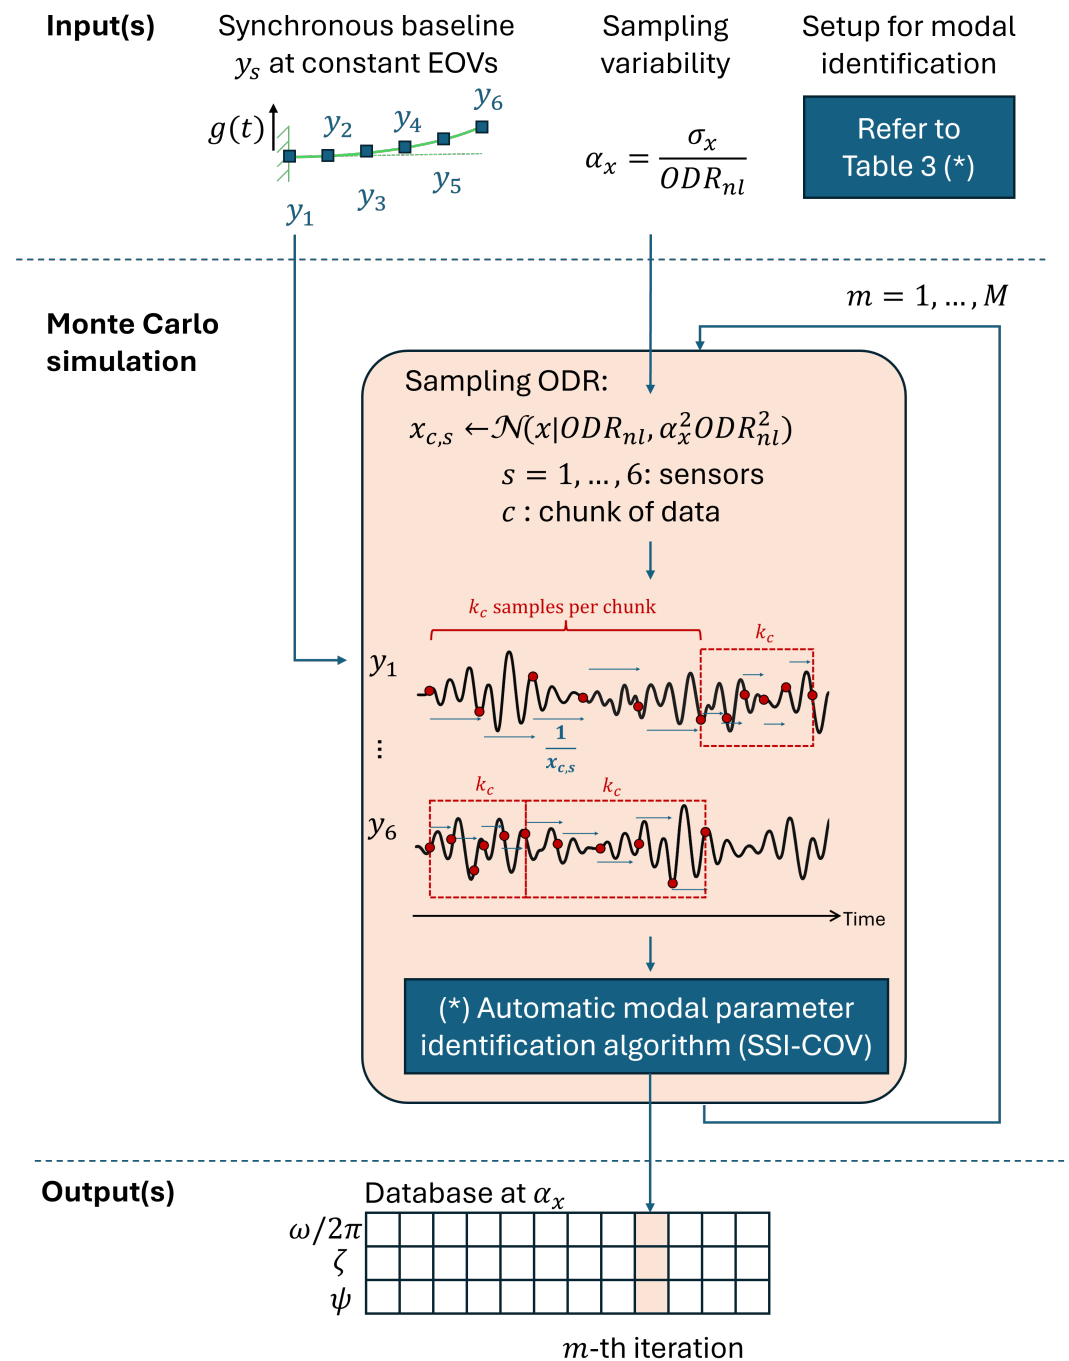 Input(s)
Synchronous baseline
y_s at constant EOVs
Sampling
variability
Setup for modal
identification
g(t)
y_1
y_2
y_3
y_4
y_5
y_6
α_x = σ_x / ODR_nl
Refer to
Table 3 (*)
Monte Carlo
simulation
m = 1, … , M
Sampling ODR:
x_{c,s} ← 𝒩(x|ODR_nl, α_x^2 ODR_nl^2)
s = 1, … , 6: sensors
c : chunk of data
k_c samples per chunk
k_c
y_1
1 / x_{c,s}
⋮
k_c
k_c
y_6
Time
(*) Automatic modal parameter
identification algorithm (SSI-COV)
Output(s)
Database at α_x
ω/2π
ζ
ψ
m-th iteration